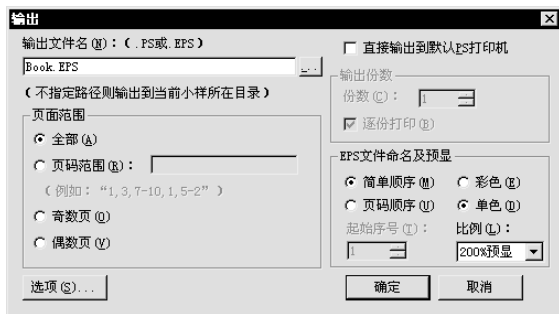 输出
输出文件名(N)：(.PS或.EPS)
Book.EPS
...
(不指定路径则输出到当前小样所在目录)
页面范围
全部(A)
页码范围(R)：
(例如：“1,3,7-10,1,5-2”)
奇数页(O)
偶数页(V)
选项(S)...
直接输出到默认PS打印机
输出份数
份数(C)： 1
逐份打印(B)
EPS文件命名及预显
简单顺序(M) 彩色(E)
页码顺序(U) 单色(D)
起始序号(T)： 比例(L)：
1 200%预显
确定 取消